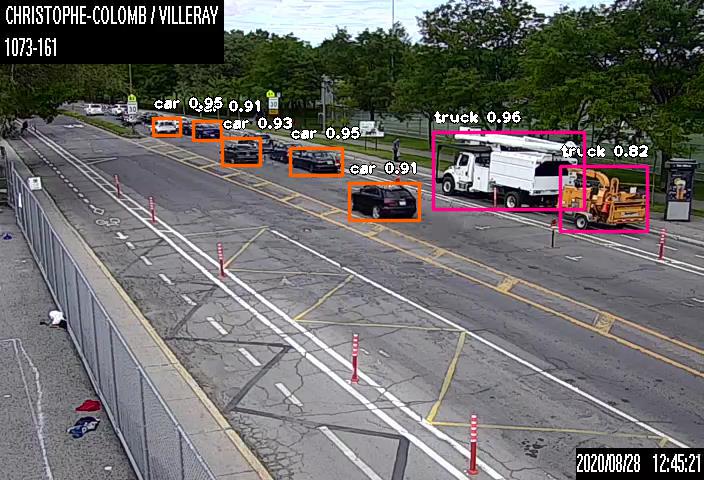 CHRISTOPHE-COLOMB / VILLERAY
1073-161
car 0.95
0.91
car 0.93
car 0.95
car 0.91
truck 0.96
truck 0.82
30
30
2020/08/28 12:45:21